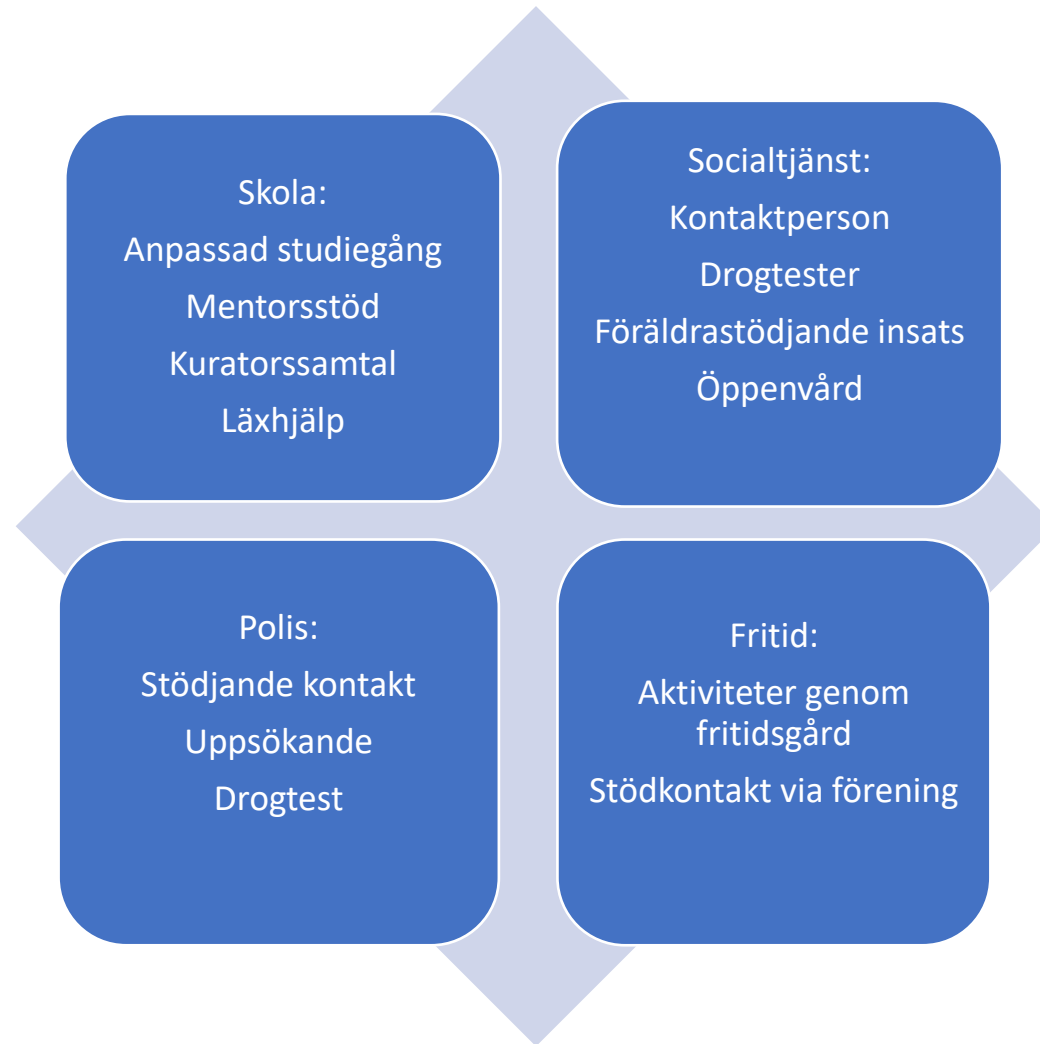 Skola:
Anpassad studiegång
Mentorsstöd
Kuratorssamtal
Läxhjälp
Socialtjänst:
Kontaktperson
Drogtester
Föräldrastödjande insats
Öppenvård
Polis:
Stödjande kontakt
Uppsökande
Drogtest
Fritid:
Aktiviteter genom
fritidsgård
Stödkontakt via förening